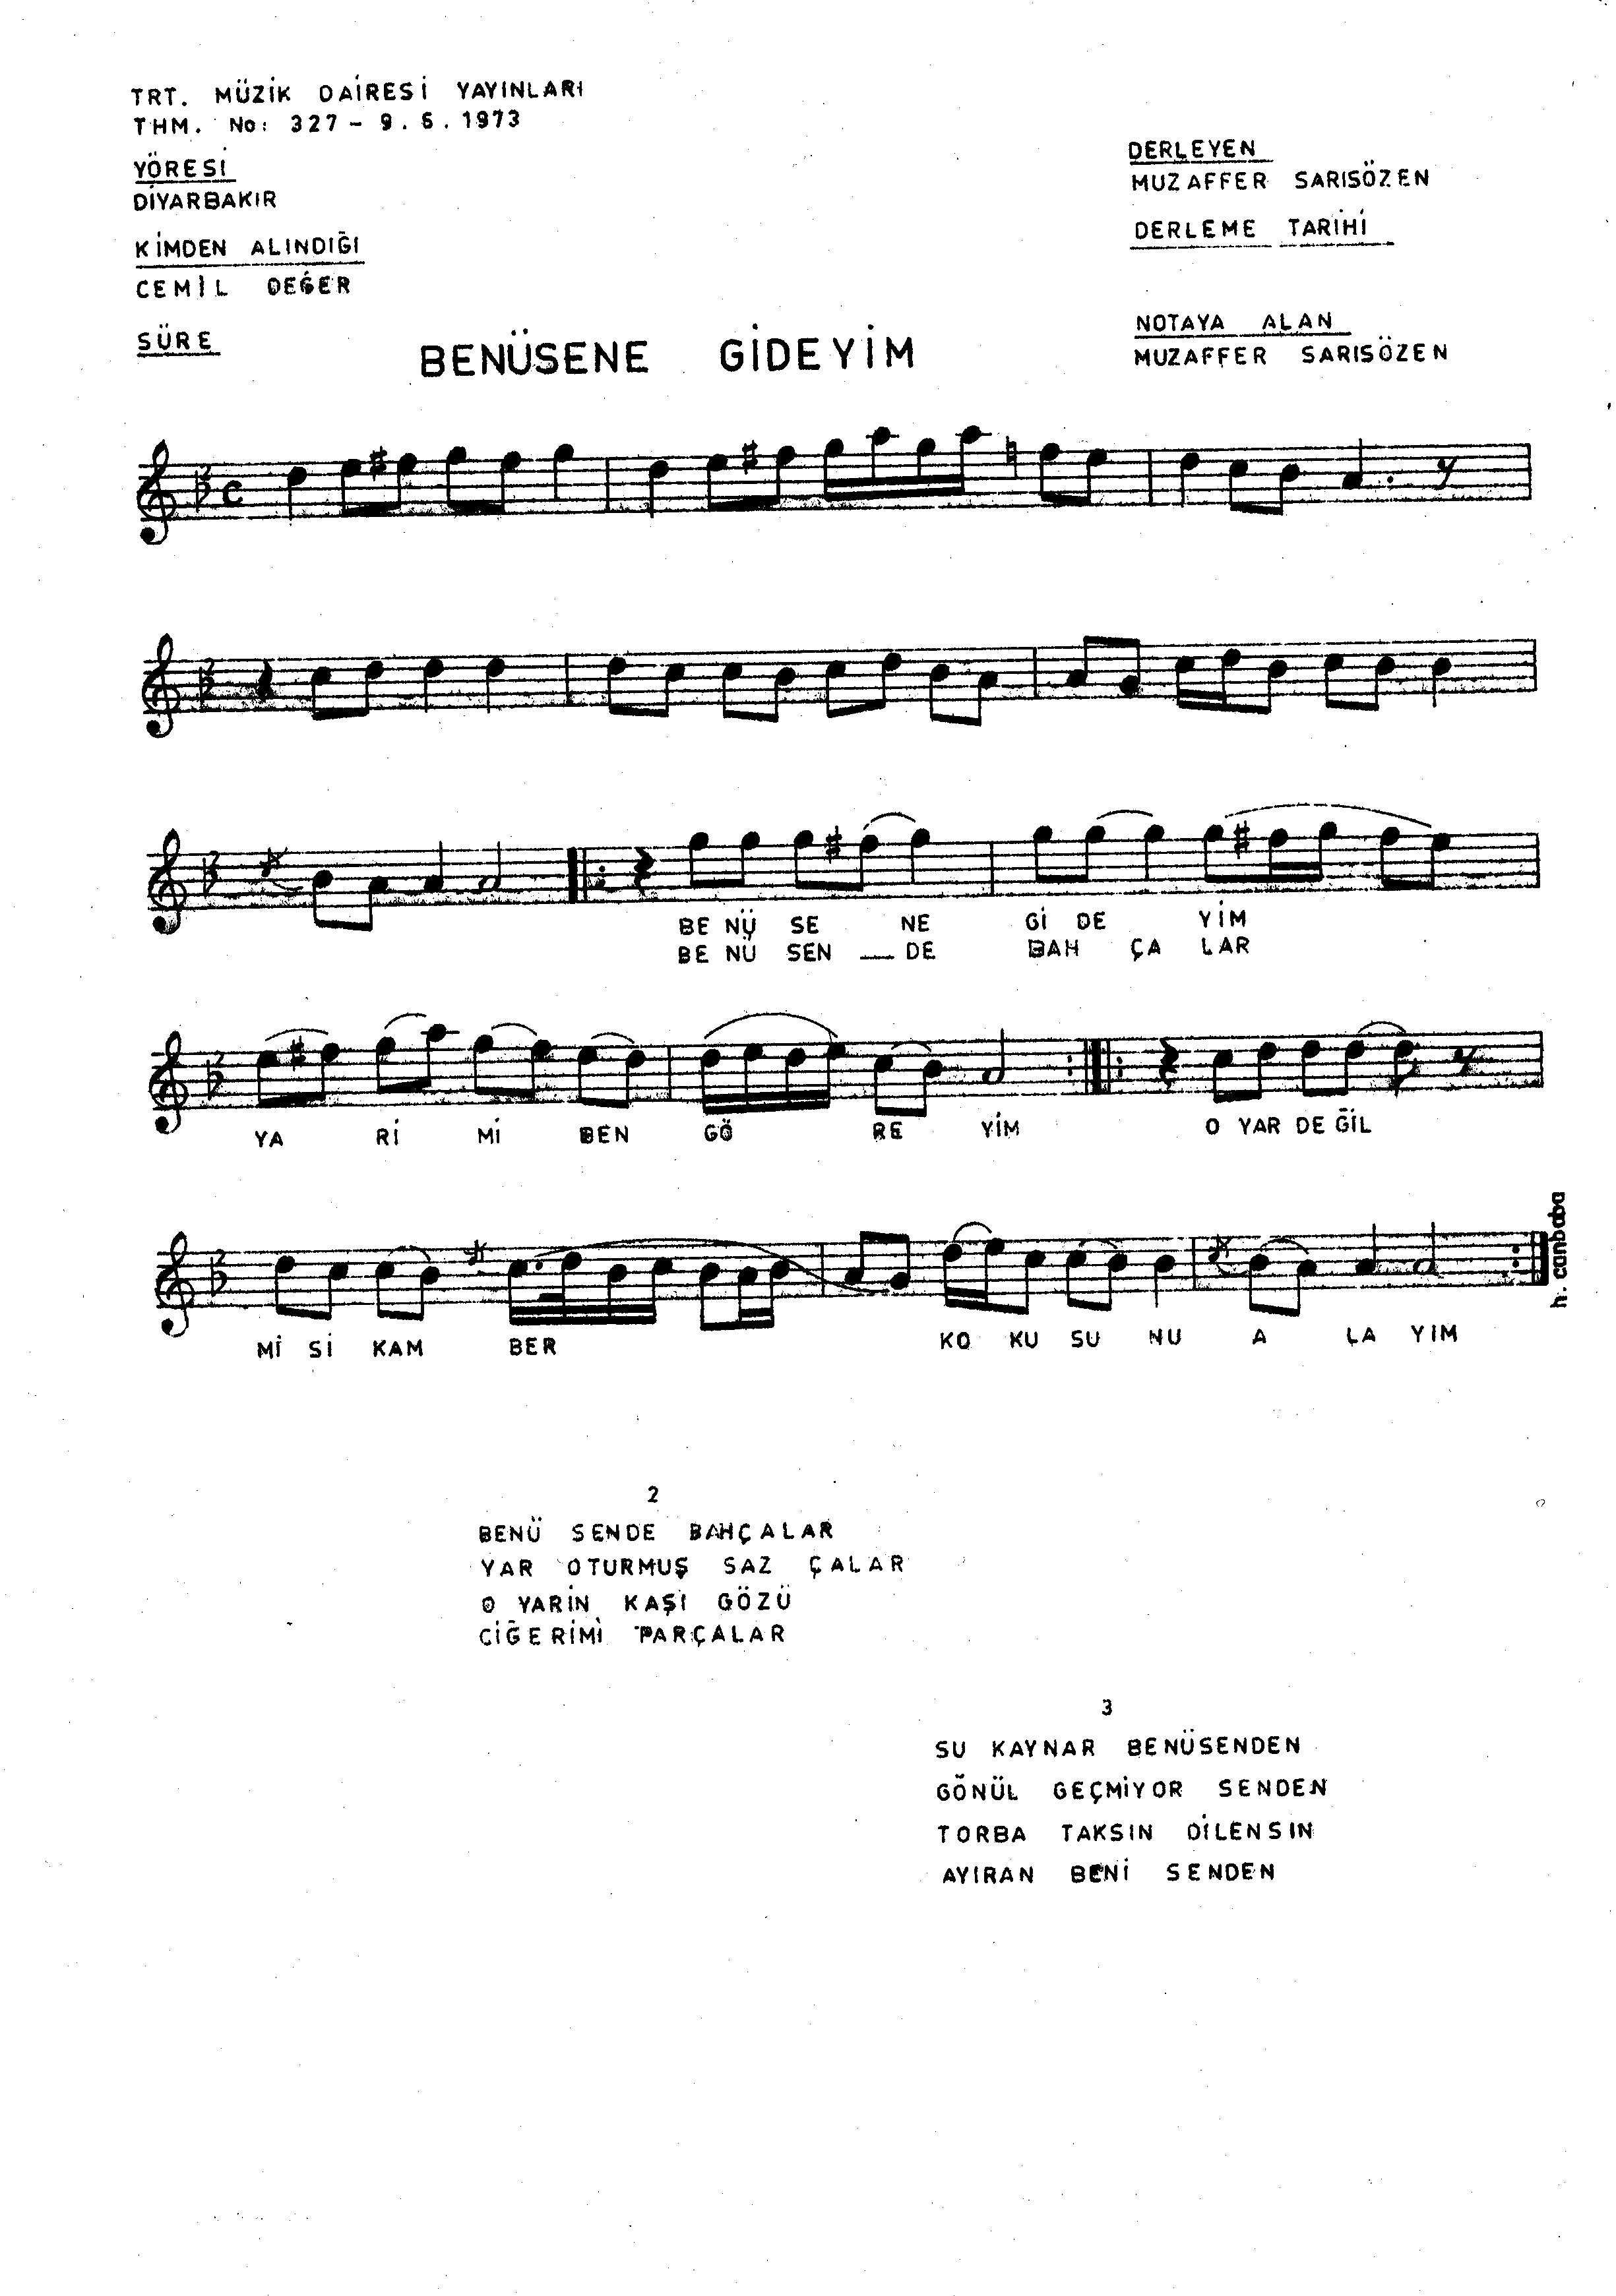 TRT. MÜZİK DAİRESİ YAYINLARI
THM. No: 327 - 9.6.1973
YÖRESİ
DİYARBAKIR
KİMDEN ALINDIĞI
CEMİL DEĞER
SÜRE
DERLEYEN
MUZAFFER SARISÖZEN
DERLEME TARİHİ
NOTAYA ALAN
MUZAFFER SARISÖZEN
BENÜSENE GİDEYİM
BE NÜ SE NE Gİ DE YİM
BE NÜ SEN DE BAH ÇA LAR
YA Rİ Mİ BEN GÖ RE YİM O YAR DE ĞİL
Mİ Sİ KAM BER KO KU SU NU A LA YIM
h. canbaba
2
BENÜ SENDE BAHÇALAR
YAR OTURMUŞ SAZ ÇALAR
O YARİN KAŞI GÖZÜ
CİĞERİMİ PARÇALAR
3
SU KAYNAR BENÜSENDEN
GÖNÜL GEÇMİYOR SENDEN
TORBA TAKSIN DİLENSİN
AYIRAN BENİ SENDEN